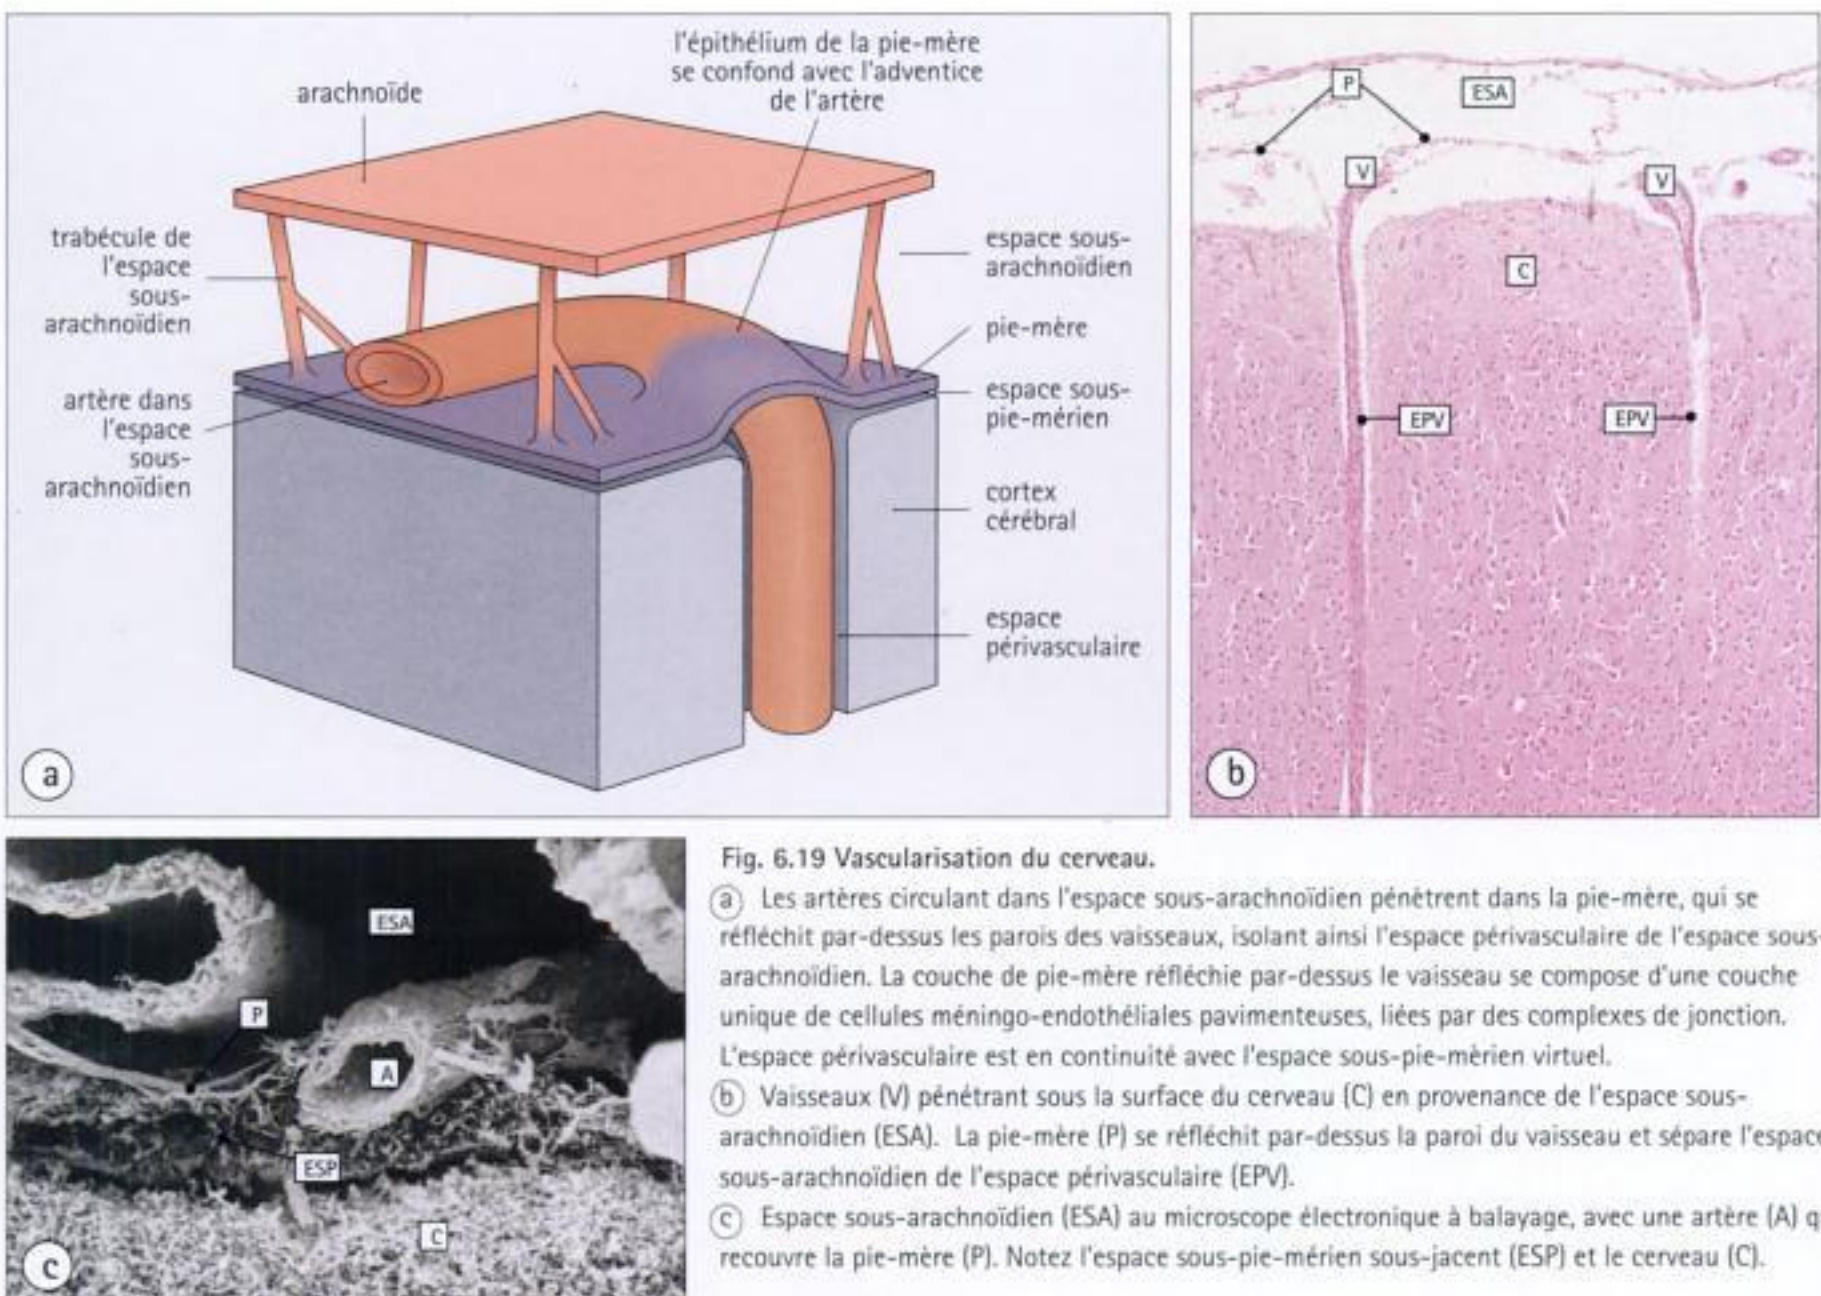 l'épithélium de la pie-mère
se confond avec l'adventice
de l'artère
arachnoïde
trabécule de
l'espace
sous-
arachnoïdien
artère dans
l'espace
sous-
arachnoïdien
espace sous-
arachnoïdien
pie-mère
espace sous-
pie-mérien
cortex
cérébral
espace
périvasculaire
a
P
ESA
V
V
C
EPV
EPV
b
ESA
P
A
ESP
C
c
Fig. 6.19 Vascularisation du cerveau.
a Les artères circulant dans l'espace sous-arachnoïdien pénètrent dans la pie-mère, qui se
réfléchit par-dessus les parois des vaisseaux, isolant ainsi l'espace périvasculaire de l'espace sous-
arachnoïdien. La couche de pie-mère réfléchie par-dessus le vaisseau se compose d'une couche
unique de cellules méningo-endothéliales pavimenteuses, liées par des complexes de jonction.
L'espace périvasculaire est en continuité avec l'espace sous-pie-mèrien virtuel.
b Vaisseaux (V) pénétrant sous la surface du cerveau (C) en provenance de l'espace sous-
arachnoïdien (ESA). La pie-mère (P) se réfléchit par-dessus la paroi du vaisseau et sépare l'espace
sous-arachnoïdien de l'espace périvasculaire (EPV).
c Espace sous-arachnoïdien (ESA) au microscope électronique à balayage, avec une artère (A) q
recouvre la pie-mère (P). Notez l'espace sous-pie-mérien sous-jacent (ESP) et le cerveau (C).